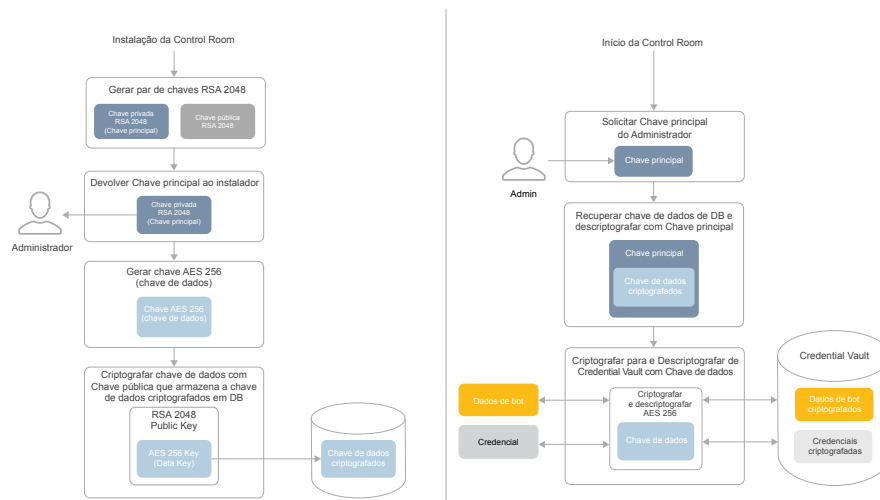 Instalação da Control Room
Gerar par de chaves RSA 2048
Chave privada
RSA 2048
(Chave principal)
Chave pública
RSA 2048
Devolver Chave principal ao instalador
Chave privada
RSA 2048
(Chave principal)
Administrador
Gerar chave AES 256
(chave de dados)
Chave AES 256
(chave de dados)
Criptografar chave de dados com
Chave pública que armazena a chave
de dados criptografados em DB
RSA 2048
Public Key
AES 256 Key
(Data Key)
Chave de dados
criptografados
Início da Control Room
Solicitar Chave principal
do Administrador
Chave principal
Admin
Recuperar chave de dados de DB e
descriptografar com Chave principal
Chave principal
Chave de dados
criptografados
Criptografar para e Descriptografar de
Credential Vault com Chave de dados
Dados de bot
Credencial
Criptografar
e descriptografar
AES 256
Chave de dados
Credential Vault
Dados de bot
criptografados
Credenciais
criptografadas